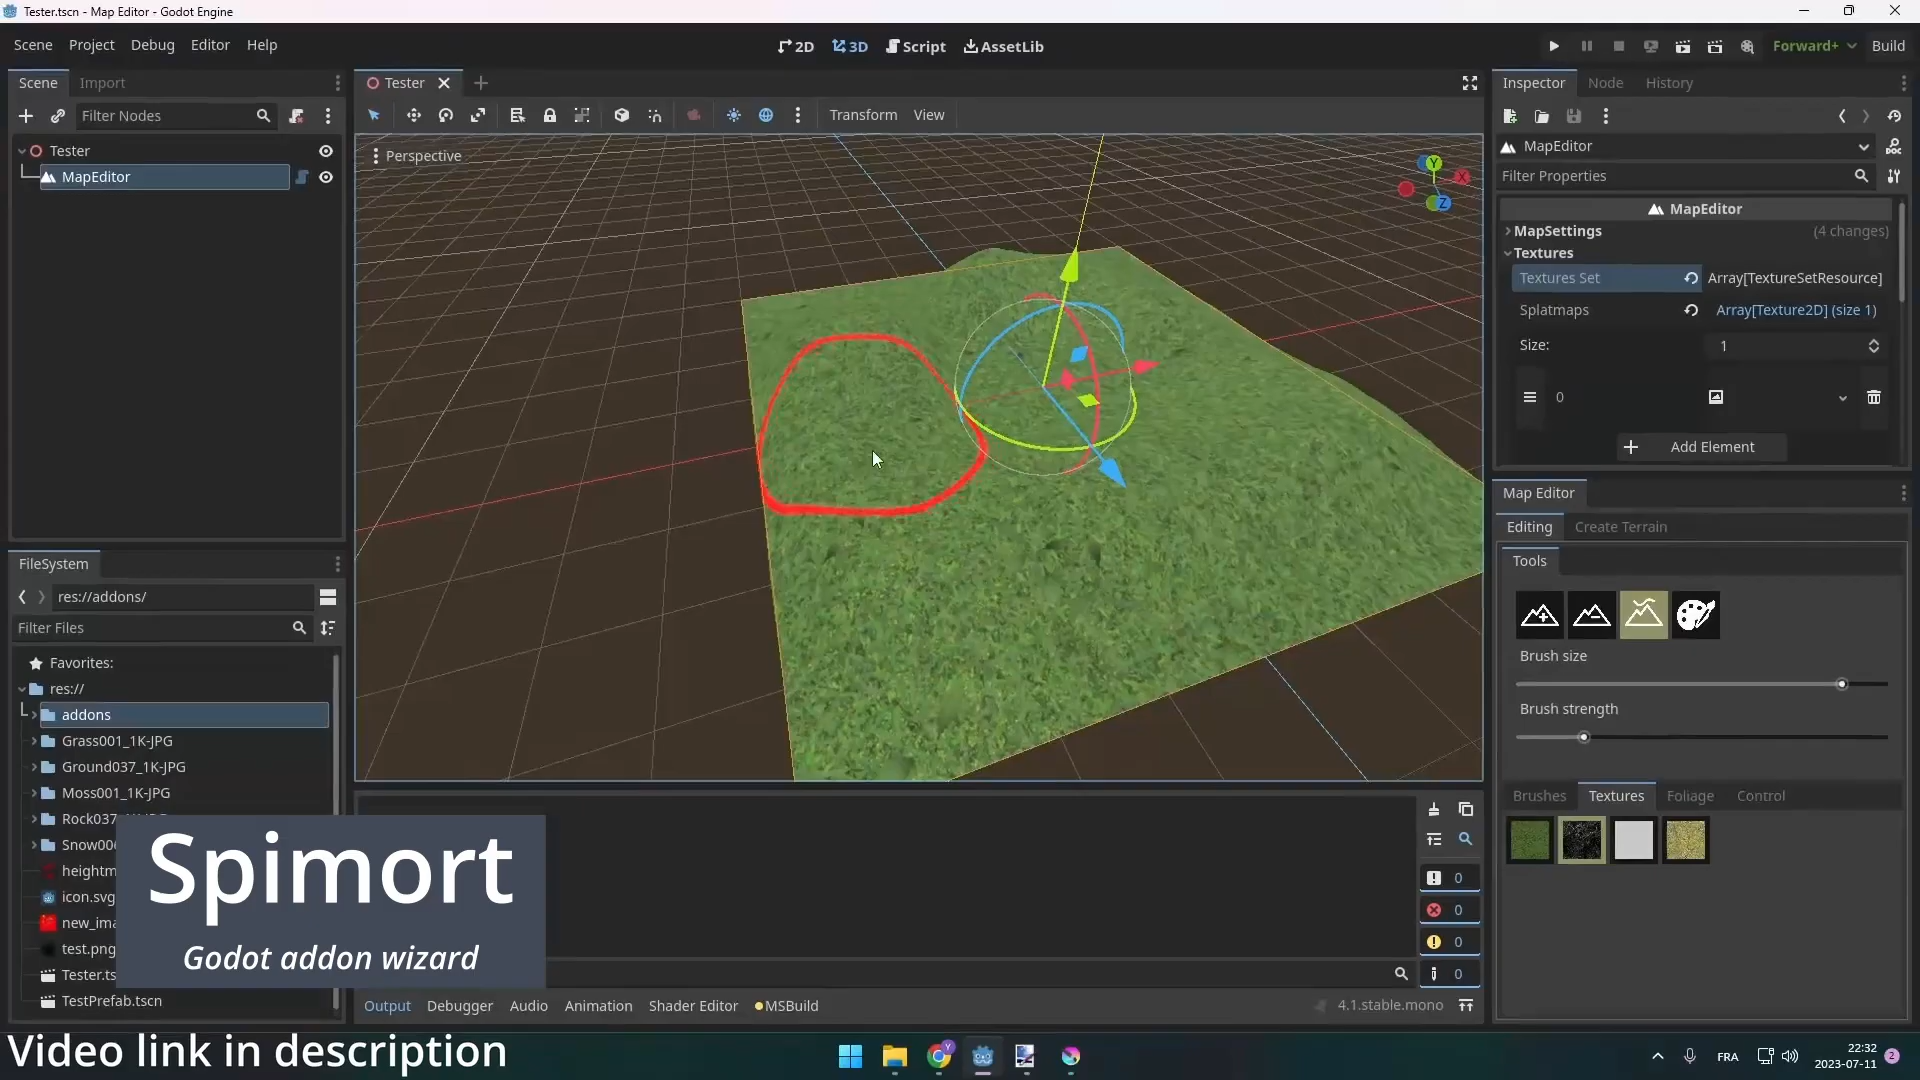 Tester.tscn - Map Editor - Godot Engine
Scene Project Debug Editor Help
2D 3D Script AssetLib
Forward+ Build
Scene Import
Filter Nodes
Tester
MapEditor
Tester
Transform View
Perspective
Y
X
Z
Inspector Node History
MapEditor
Filter Properties
DOC
MapEditor
MapSettings (4 changes)
Textures
Textures Set Array[TextureSetResource]
Splatmaps Array[Texture2D] (size 1)
Size: 1
0
Add Element
Map Editor
Editing Create Terrain
Tools
Brush size
Brush strength
Brushes Textures Foliage Control
FileSystem
res://addons/
Filter Files
Favorites:
res://
addons
Grass001_1K-JPG
Ground037_1K-JPG
Moss001_1K-JPG
Rock037
Snow00
heightm
icon.svg
new_ima
test.png
Tester.ts
TestPrefab.tscn
Spimort
Godot addon wizard
0
0
0
0
Output Debugger Audio Animation Shader Editor MSBuild
4.1.stable.mono
Video link in description
Y
FRA
22:32
2023-07-11
2